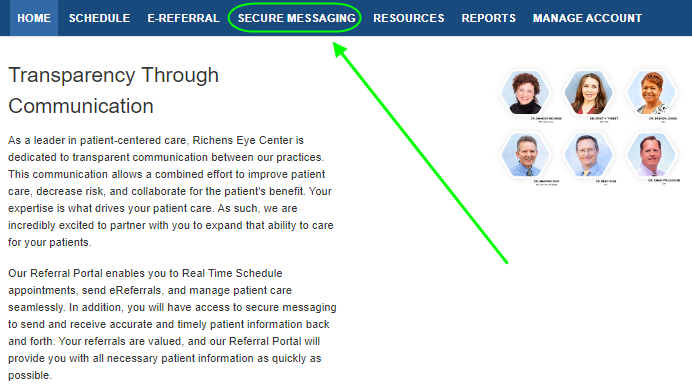 HOME SCHEDULE E-REFERRAL SECURE MESSAGING RESOURCES REPORTS MANAGE ACCOUNT
Transparency Through
Communication
As a leader in patient-centered care, Richens Eye Center is
dedicated to transparent communication between our practices.
This communication allows a combined effort to improve patient
care, decrease risk, and collaborate for the patient's benefit. Your
expertise is what drives your patient care. As such, we are
incredibly excited to partner with you to expand that ability to care
for your patients.
Our Referral Portal enables you to Real Time Schedule
appointments, send eReferrals, and manage patient care
seamlessly. In addition, you will have access to secure messaging
to send and receive accurate and timely patient information back
and forth. Your referrals are valued, and our Referral Portal will
provide you with all necessary patient information as quickly as
possible.